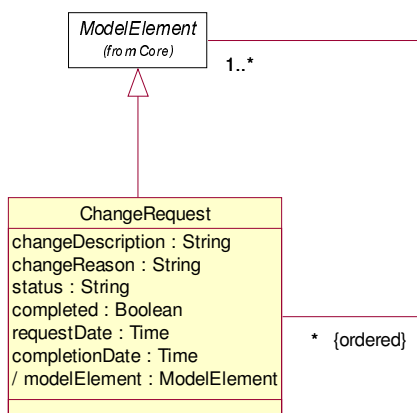 ModelElement
(from Core)
1..*
ChangeRequest
changeDescription : String
changeReason : String
status : String
completed : Boolean
requestDate : Time
completionDate : Time
/ modelElement : ModelElement
* {ordered}